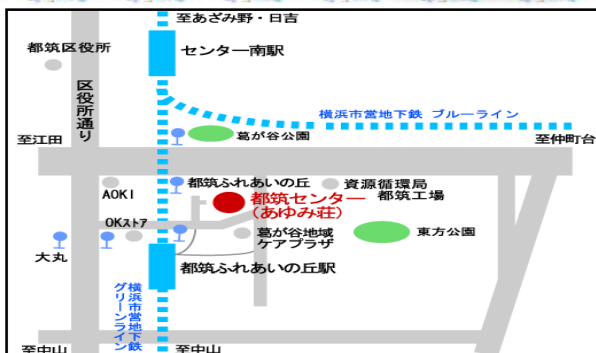 至あざみ野・日吉
都筑区役所
センター南駅
区役所通り
横浜市営地下鉄 ブルーライン
至江田
葛が谷公園
至仲町台
AOKI
都筑ふれあいの丘
資源循環局
都筑工場
都筑センター
(あゆみ荘)
OKストア
葛が谷地域
ケアプラザ
東方公園
大丸
都筑ふれあいの丘駅
横浜市営地下鉄
グリーンライン
至中山
至中山